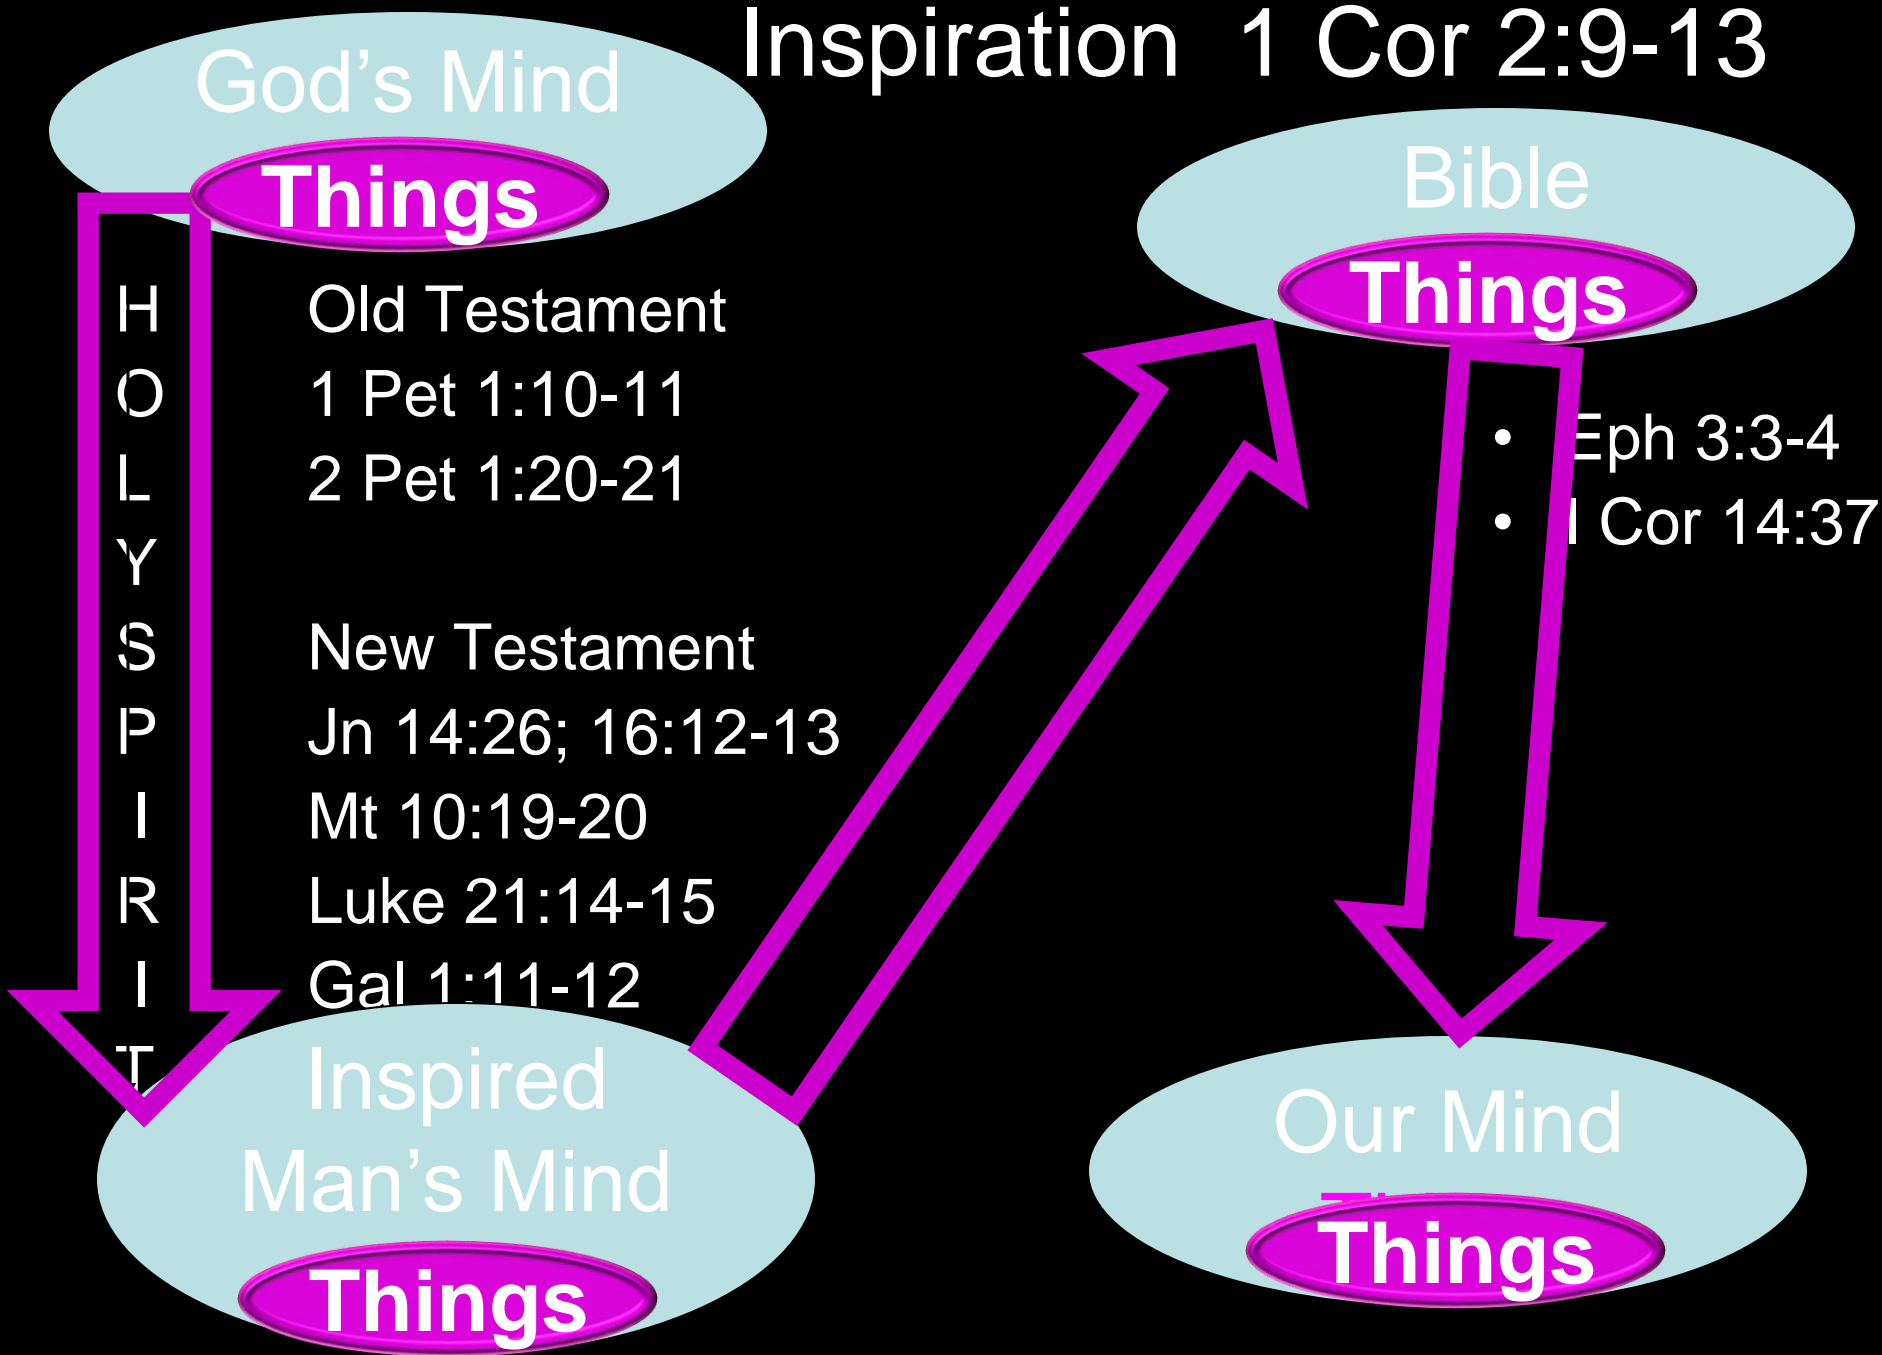 Inspiration 1 Cor 2:9-13
God's Mind
Things
H
O
L
Y
S
P
I
R
I
T
Old Testament
1 Pet 1:10-11
2 Pet 1:20-21
New Testament
Jn 14:26; 16:12-13
Mt 10:19-20
Luke 21:14-15
Gal 1:11-12
Inspired
Man's Mind
Things
Bible
Things
• Eph 3:3-4
• I Cor 14:37
Our Mind
Things